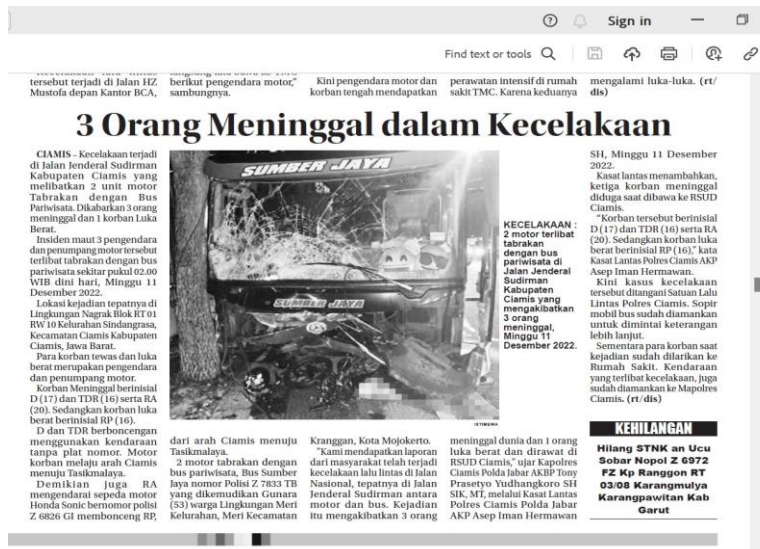 Sign in
Find text or tools
tersebut terjadi di Jalan HZ
Mustofa depan Kantor BCA,
berikut pengendara motor,"
sambungnya.
Kini pengendara motor dan
korban tengah mendapatkan
perawatan intensif di rumah
sakit TMC. Karena keduanya
mengalami luka-luka. (rt/
dis)
3 Orang Meninggal dalam Kecelakaan
CIAMIS – Kecelakaan terjadi
di Jalan Jenderal Sudirman
Kabupaten Ciamis yang
melibatkan 2 unit motor
Tabrakan dengan Bus
Pariwisata. Dikabarkan 3 orang
meninggal dan 1 korban Luka
Berat.
Insiden maut 3 pengendara
dan penumpang motor tersebut
terlibat tabrakan dengan bus
pariwisata sekitar pukul 02.00
WIB dini hari, Minggu 11
Desember 2022.
Lokasi kejadian tepatnya di
Lingkungan Nagrak Blok RT 01
RW 10 Kelurahan Sindangrasa,
Kecamatan Ciamis Kabupaten
Ciamis, Jawa Barat.
Para korban tewas dan luka
berat merupakan pengendara
dan penumpang motor.
Korban Meninggal berinisial
D (17) dan TDR (16) serta RA
(20). Sedangkan korban luka
berat berinisial RP (16).
D dan TDR berboncengan
menggunakan kendaraan
tanpa plat nomor. Motor
korban melaju arah Ciamis
menuju Tasikmalaya.
Demikian juga RA
mengendarai sepeda motor
Honda Sonic bernomor polisi
Z 6826 GI membonceng RP,
SUMBER JAYA
SUMBER JAYA
ISTIMEWA
KECELAKAAN :
2 motor terlibat
tabrakan
dengan bus
pariwisata di
Jalan Jenderal
Sudirman
Kabupaten
Ciamis yang
mengakibatkan
3 orang
meninggal,
Minggu 11
Desember 2022.
dari arah Ciamis menuju
Tasikmalaya.
2 motor tabrakan dengan
bus pariwisata, Bus Sumber
Jaya nomor Polisi Z 7833 TB
yang dikemudikan Gunara
(53) warga Lingkungan Meri
Kelurahan, Meri Kecamatan
Kranggan, Kota Mojokerto.
"Kami mendapatkan laporan
dari masyarakat telah terjadi
kecelakaan lalu lintas di Jalan
Nasional, tepatnya di Jalan
Jenderal Sudirman antara
motor dan bus. Kejadian
itu mengakibatkan 3 orang
meninggal dunia dan 1 orang
luka berat dan dirawat di
RSUD Ciamis," ujar Kapolres
Ciamis Polda Jabar AKBP Tony
Prasetyo Yudhangkoro SH
SIK, MT, melalui Kasat Lantas
Polres Ciamis Polda Jabar
AKP Asep Iman Hermawan
SH, Minggu 11 Desember
2022.
Kasat lantas menambahkan,
ketiga korban meninggal
diduga saat dibawa ke RSUD
Ciamis.
"Korban tersebut berinisial
D (17) dan TDR (16) serta RA
(20). Sedangkan korban luka
berat berinisial RP (16)," kata
Kasat Lantas Polres Ciamis AKP
Asep Iman Hermawan.
Kini kasus kecelakaan
tersebut ditangani Satuan Lalu
Lintas Polres Ciamis. Sopir
mobil bus sudah diamankan
untuk dimintai keterangan
lebih lanjut.
Sementara para korban saat
kejadian sudah dilarikan ke
Rumah Sakit. Kendaraan
yang terlibat kecelakaan, juga
sudah diamankan ke Mapolres
Ciamis. (rt/dis)
KEHILANGAN
Hilang STNK an Ucu
Sobar Nopol Z 6972
FZ Kp Ranggon RT
03/08 Karangmulya
Karangpawitan Kab
Garut